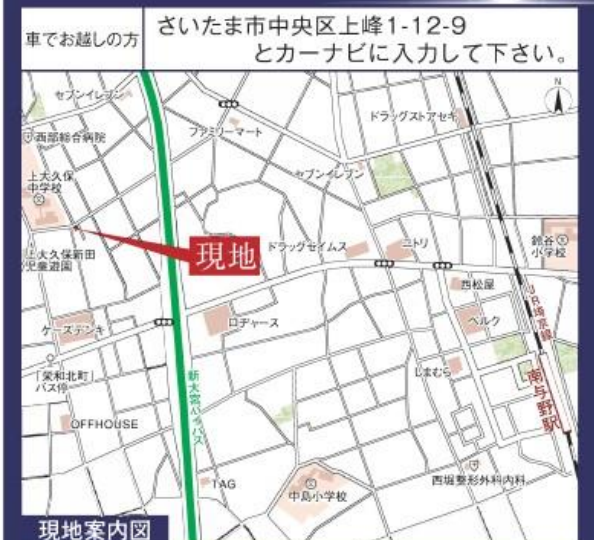 車でお越しの方
さいたま市中央区上峰1-12-9
とカーナビに入力して下さい。
セブンイレブン
N
ドラッグストアセキ
ファミリーマート
西部総合病院
セブンイレブン
上大久保
中学校
現地
ドラッグセイムス
ニトリ
鈴谷
小学校
上大久保新田
児童遊園
西松屋
JR埼京線
ロヂャース
ベルク
ケーズデンキ
しまむら
「栄和北町」
バス停
新大宮バイパス
南与野駅
OFFHOUSE
TAG
中島小学校
西堀整形外科内科
現地案内図